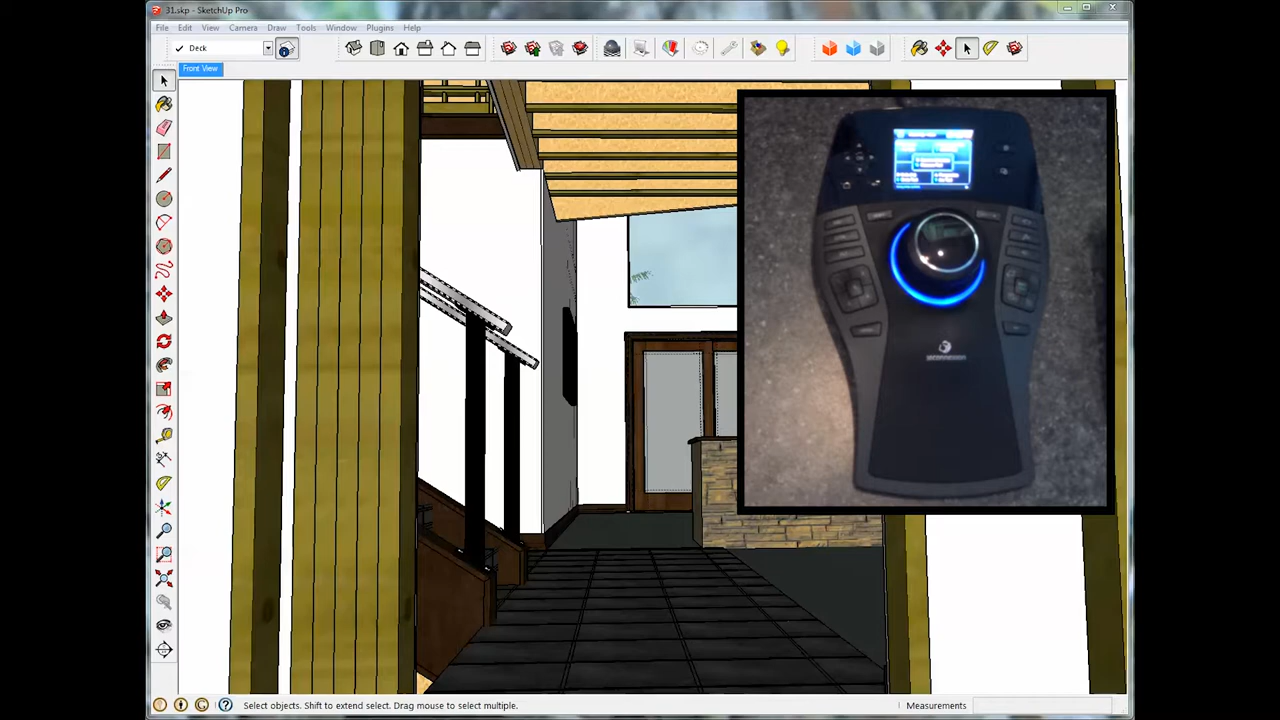 31.skp - SketchUp Pro
File Edit View Camera Draw Tools Window Plugins Help
Deck
Front View
Select objects. Shift to extend select. Drag mouse to select multiple.
Measurements